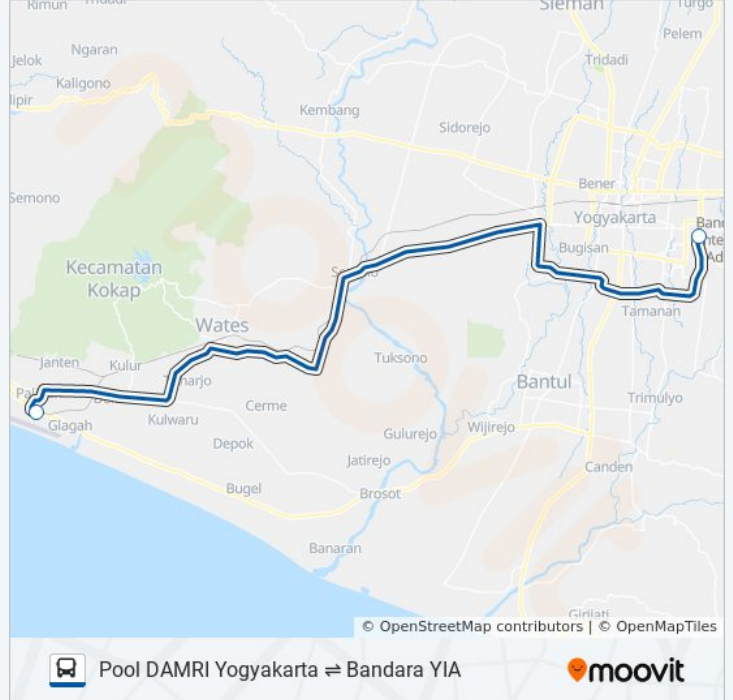 Rimun
Sleman
Turgo
Ngaran
Pelem
Jelok
Tridadi
Kaligono
Kembang
Sidorejo
Bener
Semono
Yogyakarta
Bugisan
Kecamatan
Kokap
Wates
Tamanan
Janten
Kulur
Tuksono
Bantul
Trimulyo
Cerme
Glagah
Kulwaru
Gulurejo
Wijirejo
Depok
Jatirejo
Canden
Bugel
Brosot
Banaran
Girijati
© OpenStreetMap contributors | © OpenMapTiles
Pool DAMRI Yogyakarta ⇌ Bandara YIA
moovit